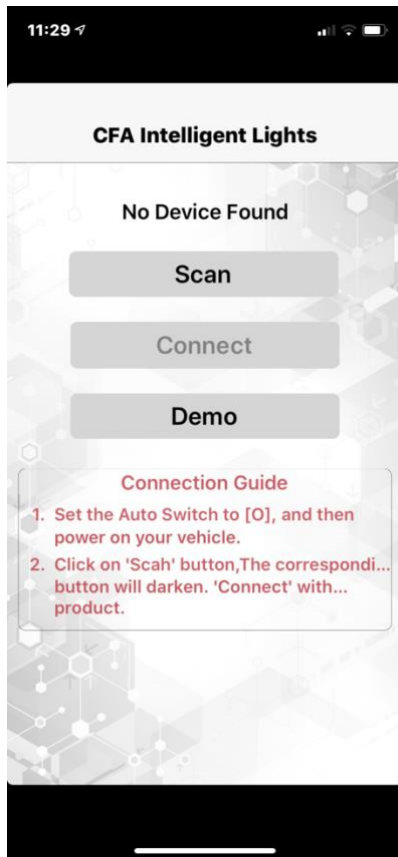 11:29
CFA Intelligent Lights
No Device Found
Scan
Connect
Demo
Connection Guide
1. Set the Auto Switch to [O], and then
power on your vehicle.
2. Click on 'Scah' button,The correspondi...
button will darken. 'Connect' with...
product.